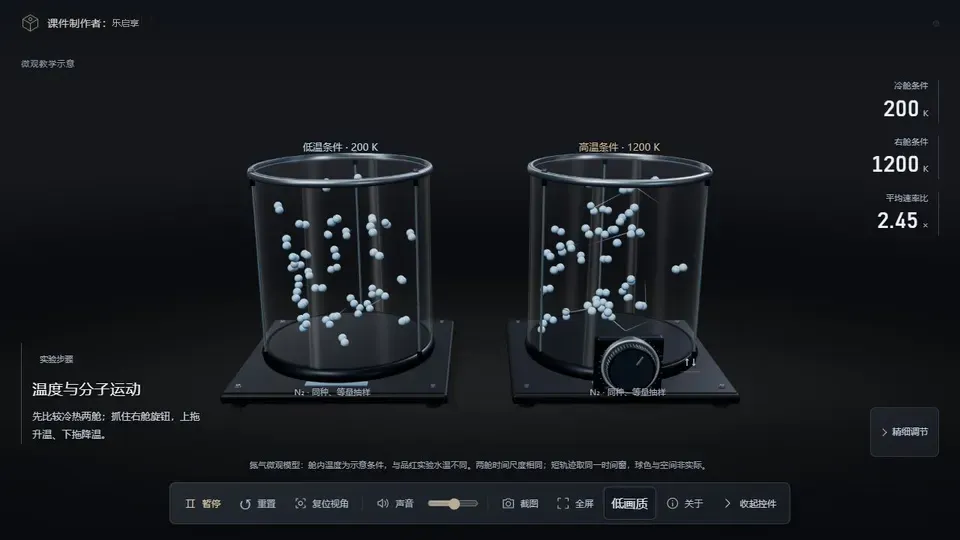 课件制作者：乐启享
微观教学示意
冷舱条件
200 K
右舱条件
1200 K
平均速率比
2.45 ×
低温条件 · 200 K
高温条件 · 1200 K
N₂ · 同种、等量抽样
N₂ · 同种、等量抽样
实验步骤
温度与分子运动
先比较冷热两舱；抓住右舱旋钮，上拖
升温、下拖降温。
精细调节
氮气微观模型：舱内温度为示意条件，与品红实验水温不同。两舱时间尺度相同；短轨迹取同一时间窗，球色与空间非实际。
暂停 重置 复位视角 声音 截图 全屏 低画质 关于 收起控件